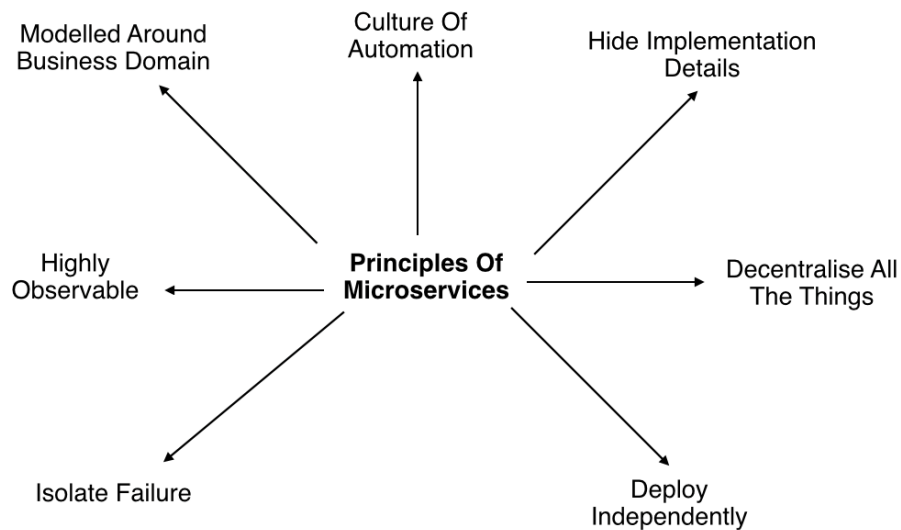 Modelled Around
Business Domain
Culture Of
Automation
Hide Implementation
Details
Highly
Observable
Principles Of
Microservices
Decentralise All
The Things
Isolate Failure
Deploy
Independently